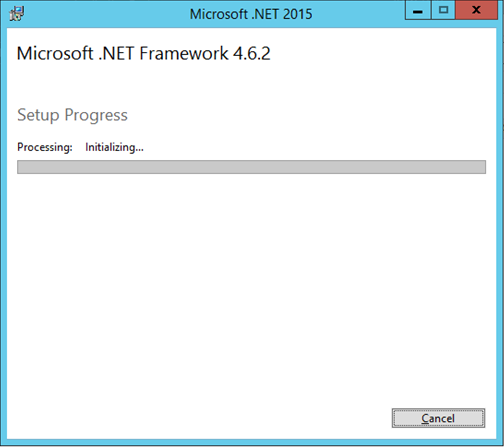 Microsoft .NET 2015
Microsoft .NET Framework 4.6.2
Setup Progress
Processing: Initializing...
Cancel